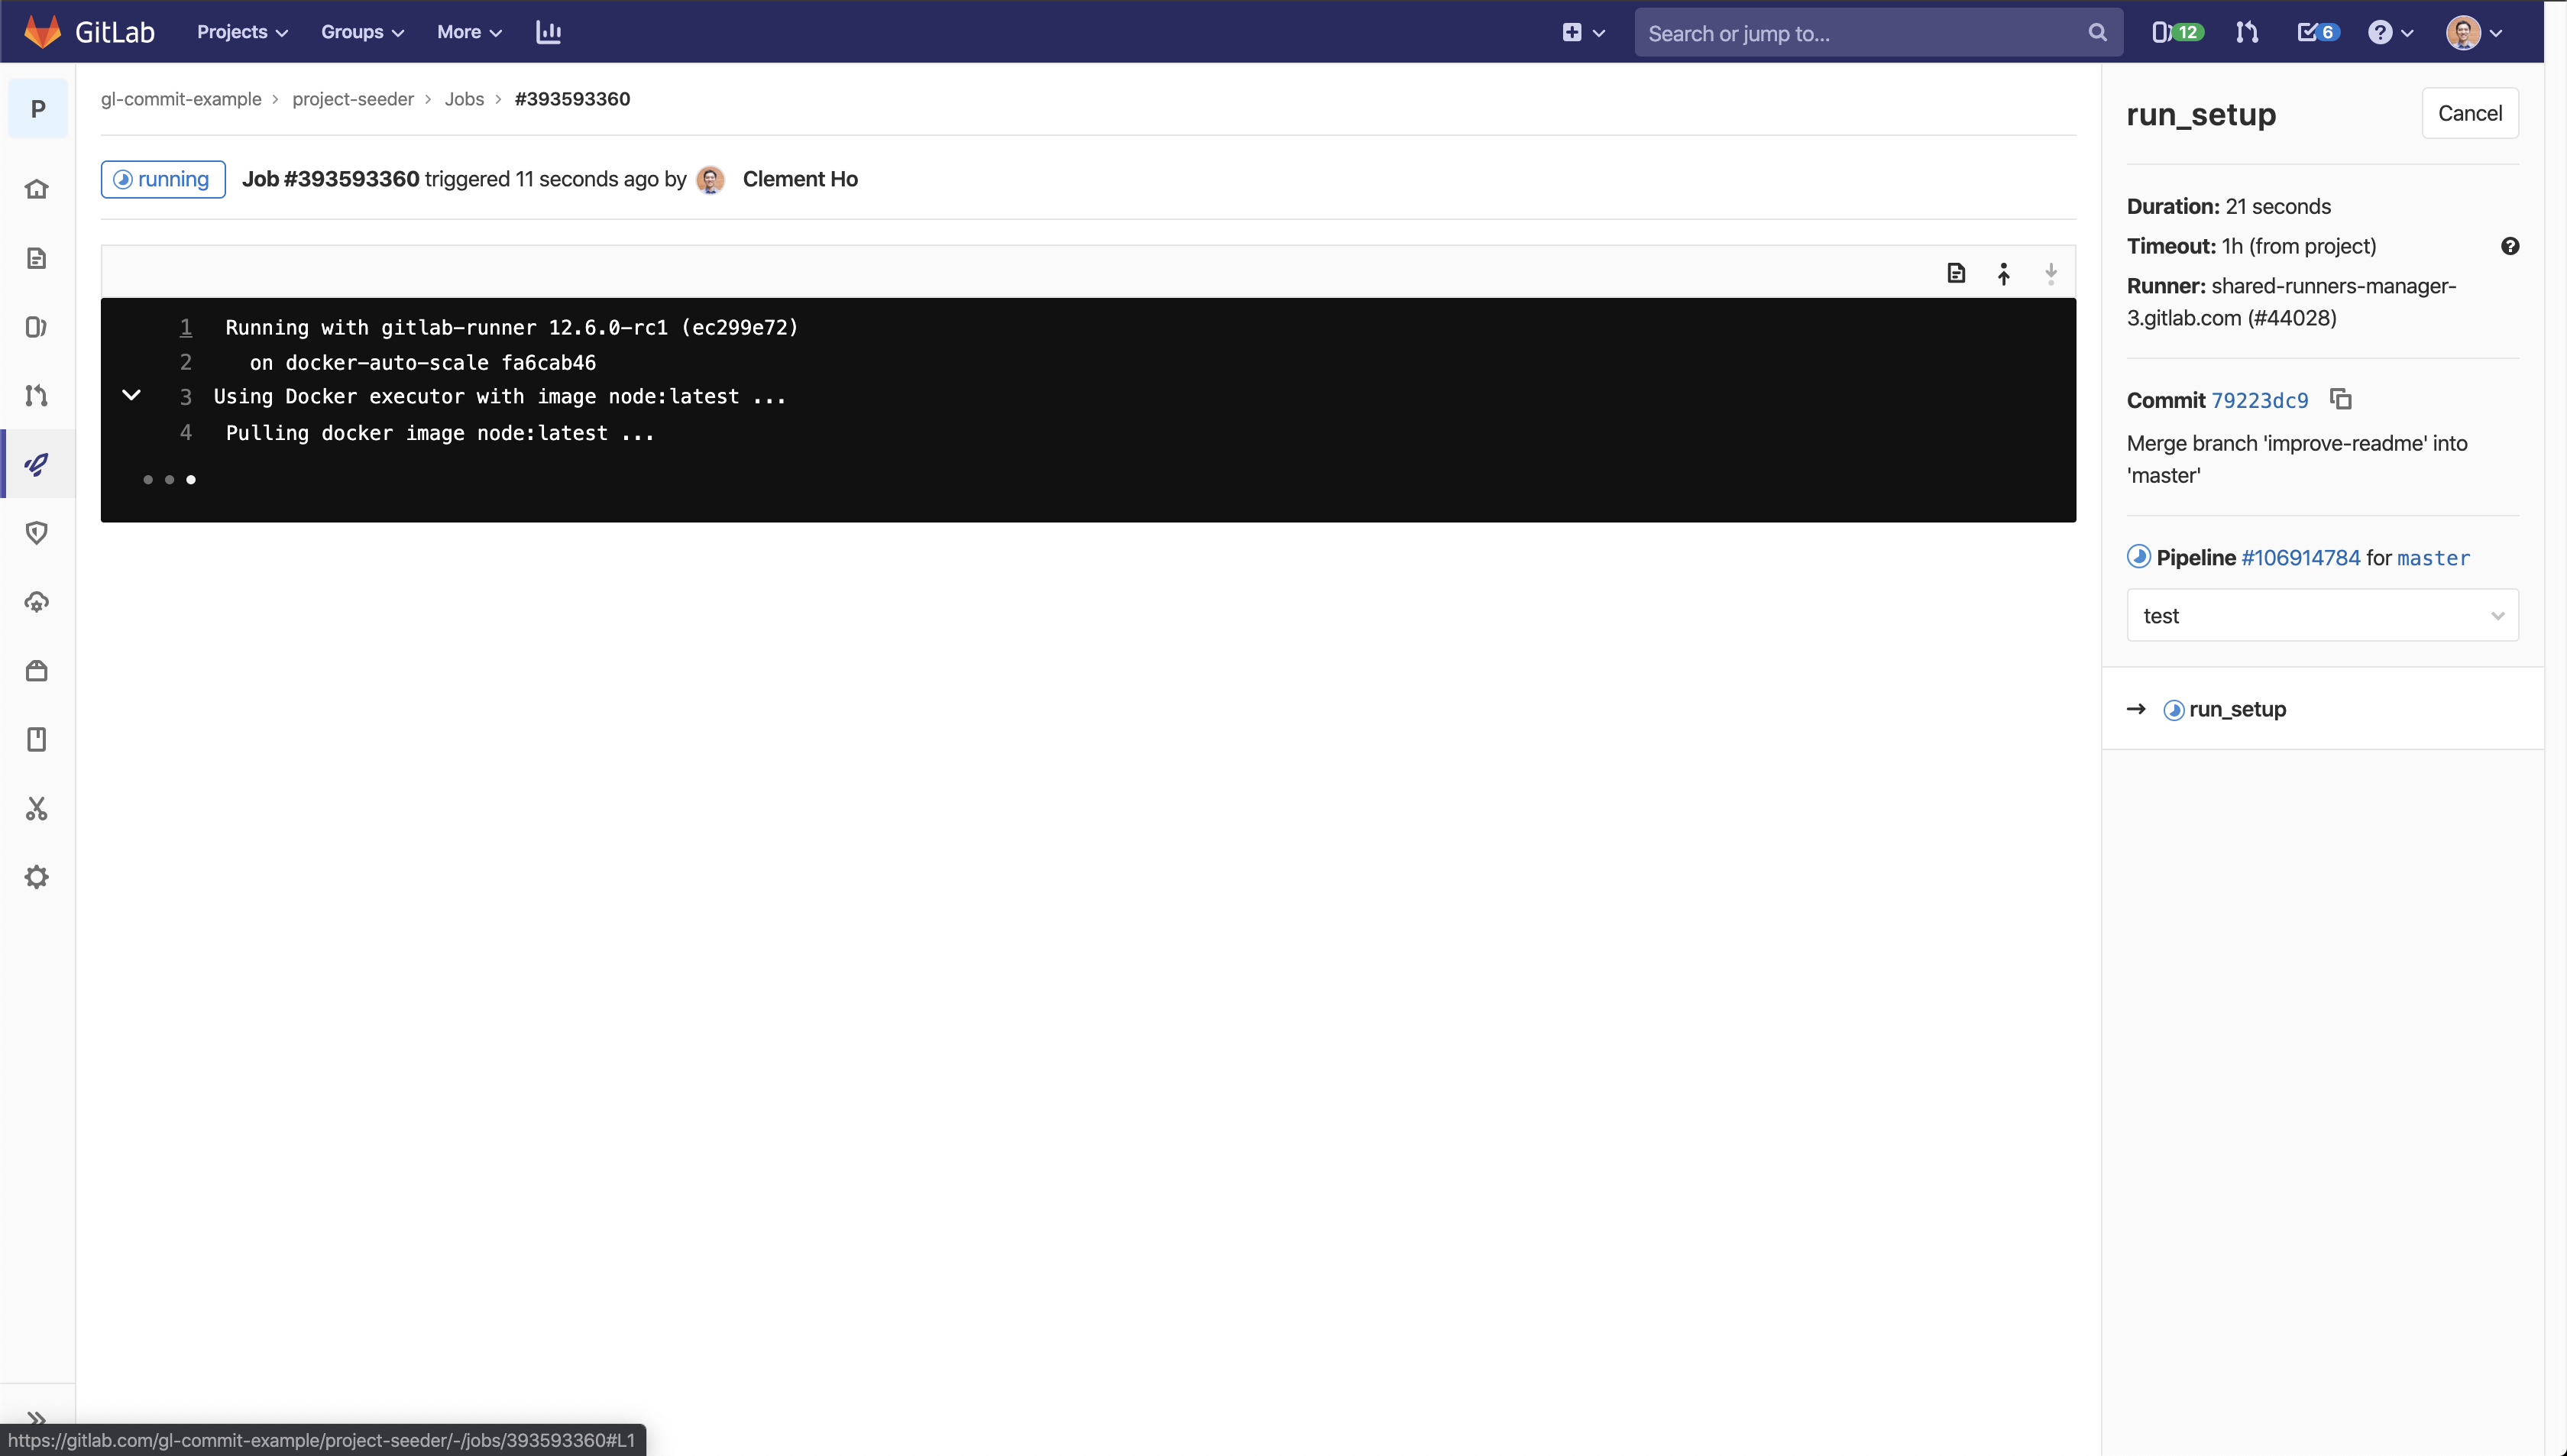 GitLab Projects Groups More Search or jump to... 12 6
P
gl-commit-example > project-seeder > Jobs > #393593360
running Job #393593360 triggered 11 seconds ago by Clement Ho
1 Running with gitlab-runner 12.6.0-rc1 (ec299e72)
2 on docker-auto-scale fa6cab46
3 Using Docker executor with image node:latest ...
4 Pulling docker image node:latest ...
run_setup Cancel
Duration: 21 seconds
Timeout: 1h (from project)
Runner: shared-runners-manager-
3.gitlab.com (#44028)
Commit 79223dc9
Merge branch 'improve-readme' into
'master'
Pipeline #106914784 for master
test
→ run_setup
https://gitlab.com/gl-commit-example/project-seeder/-/jobs/393593360#L1